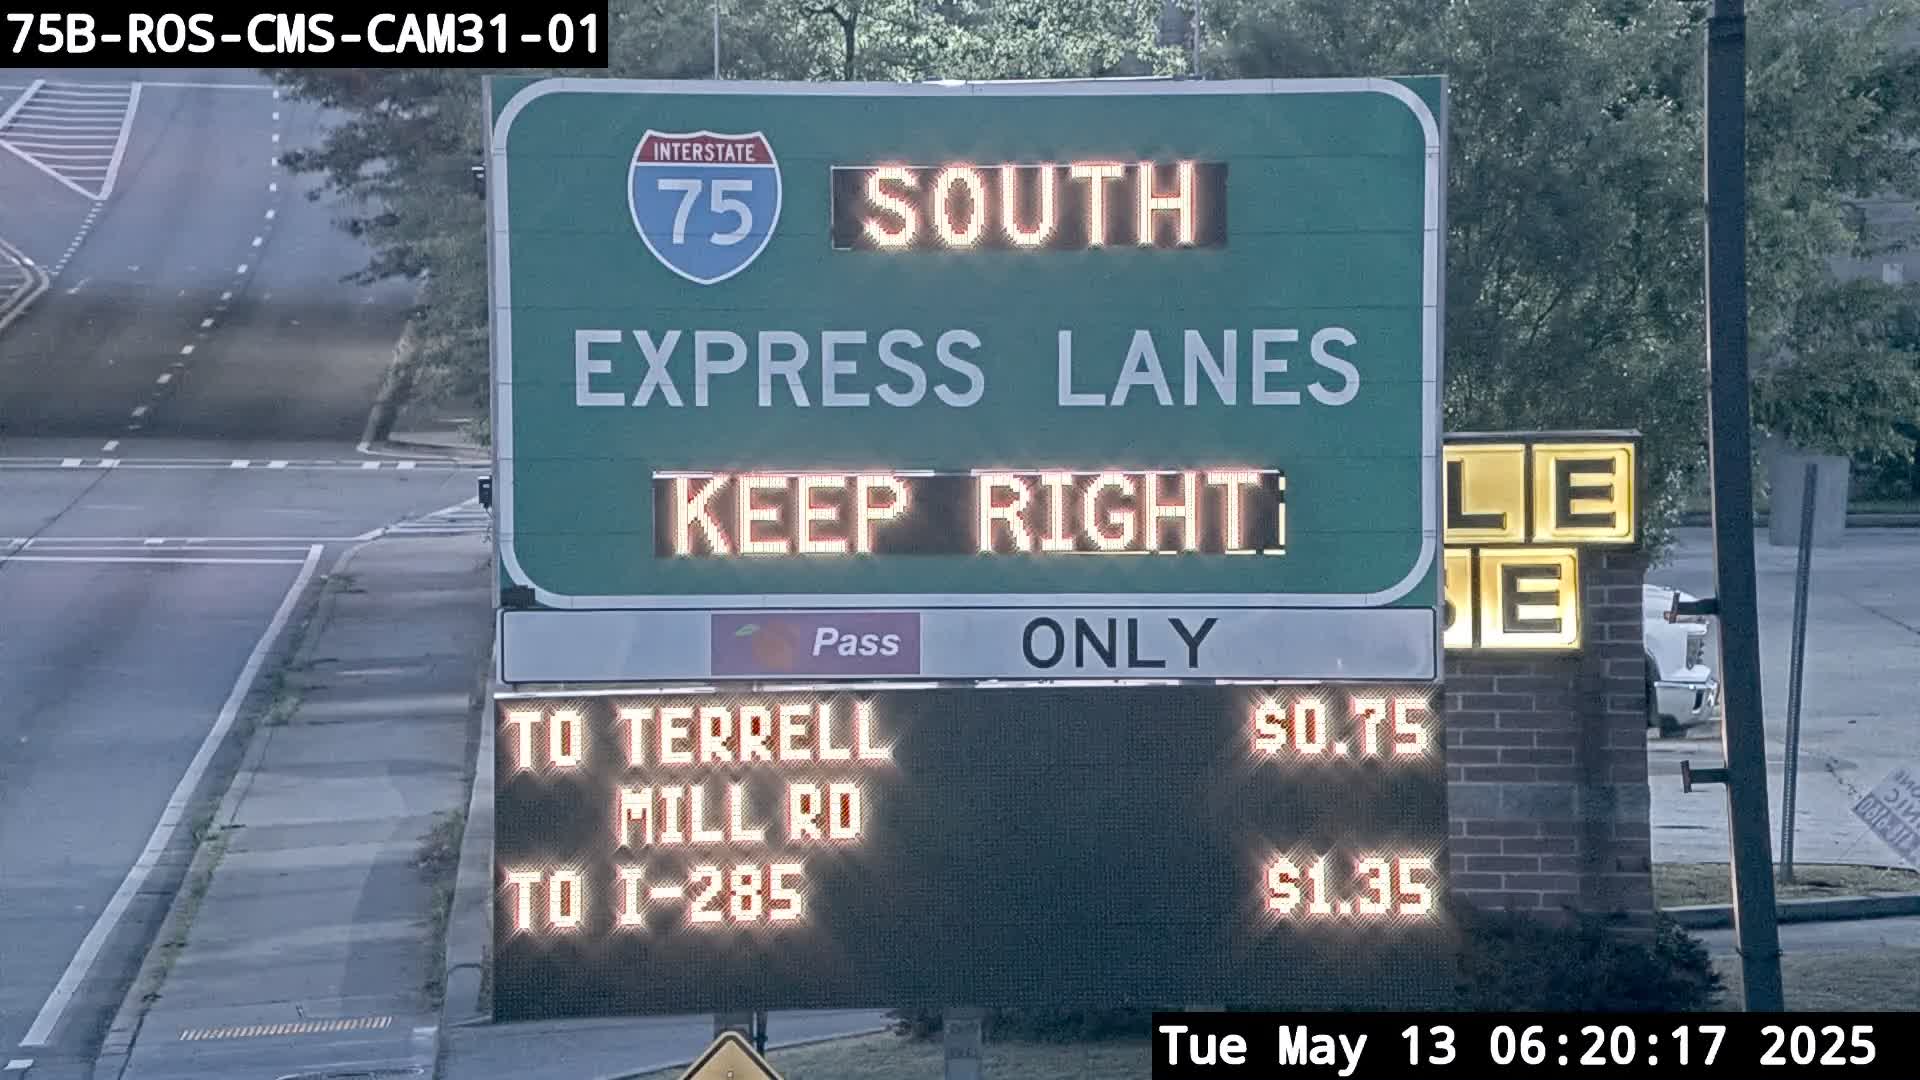 75B-ROS-CMS-CAM31-01
INTERSTATE
75
SOUTH
EXPRESS LANES
KEEP RIGHT
Pass ONLY
LE
E
TO TERRELL $0.75
MILL RD
TO I-285 $1.35
Tue May 13 06:20:17 2025